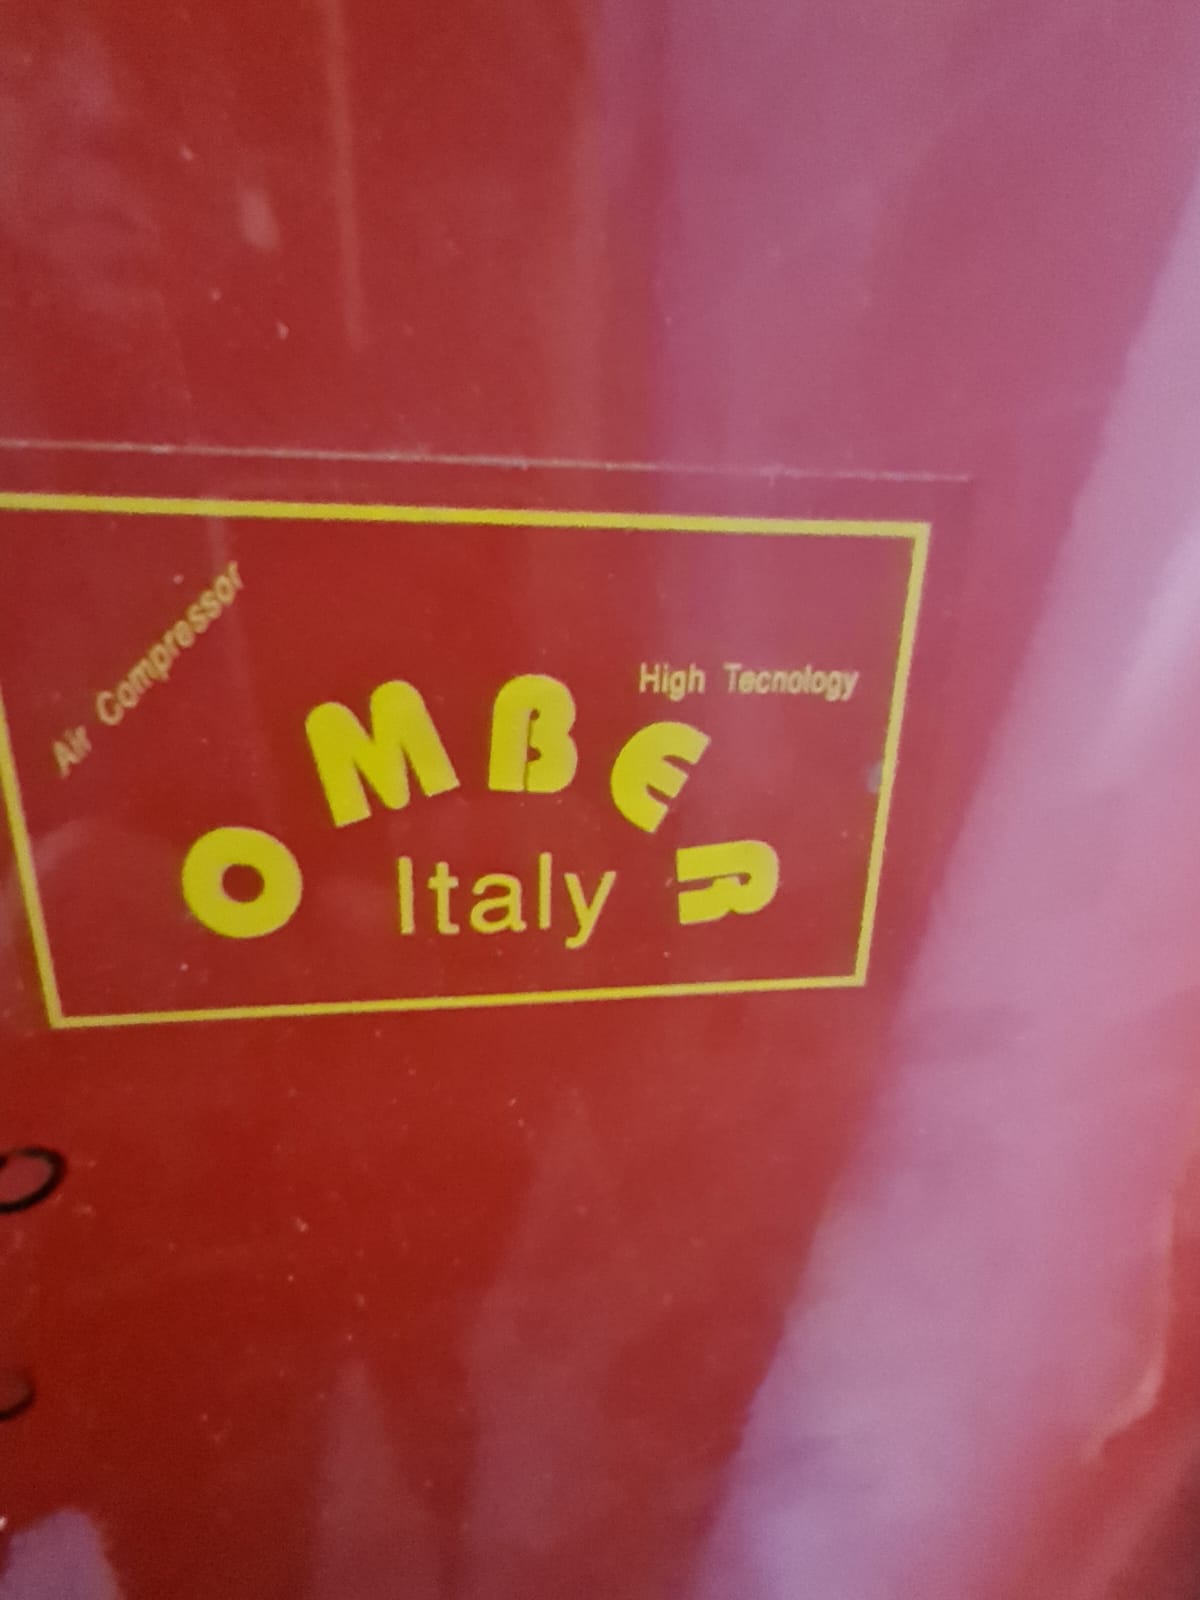 Air Compressor
High Tecnology
OMBER
Italy